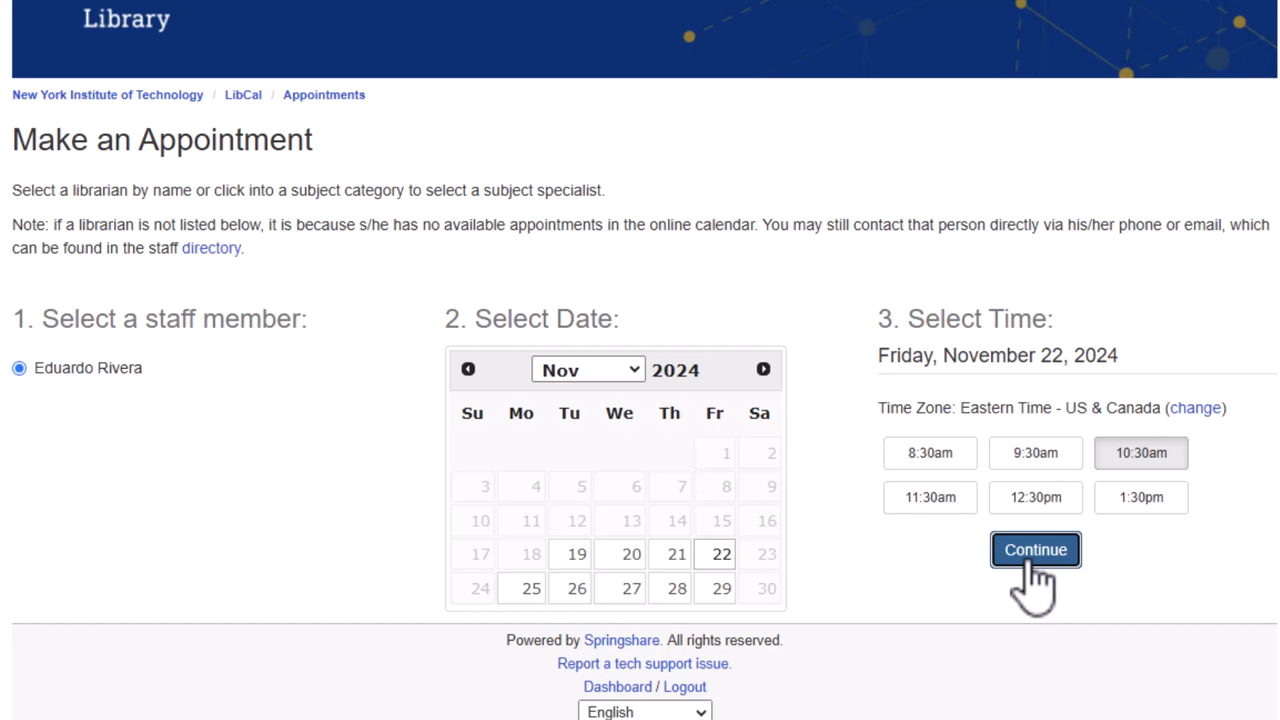 Library
New York Institute of Technology / LibCal / Appointments
Make an Appointment
Select a librarian by name or click into a subject category to select a subject specialist.
Note: if a librarian is not listed below, it is because s/he has no available appointments in the online calendar. You may still contact that person directly via his/her phone or email, which
can be found in the staff directory.
1. Select a staff member:
Eduardo Rivera
2. Select Date:
Nov 2024
Su Mo Tu We Th Fr Sa
1 2
3 4 5 6 7 8 9
10 11 12 13 14 15 16
17 18 19 20 21 22 23
24 25 26 27 28 29 30
3. Select Time:
Friday, November 22, 2024
Time Zone: Eastern Time - US & Canada (change)
8:30am 9:30am 10:30am
11:30am 12:30pm 1:30pm
Continue
Powered by Springshare. All rights reserved.
Report a tech support issue.
Dashboard / Logout
English